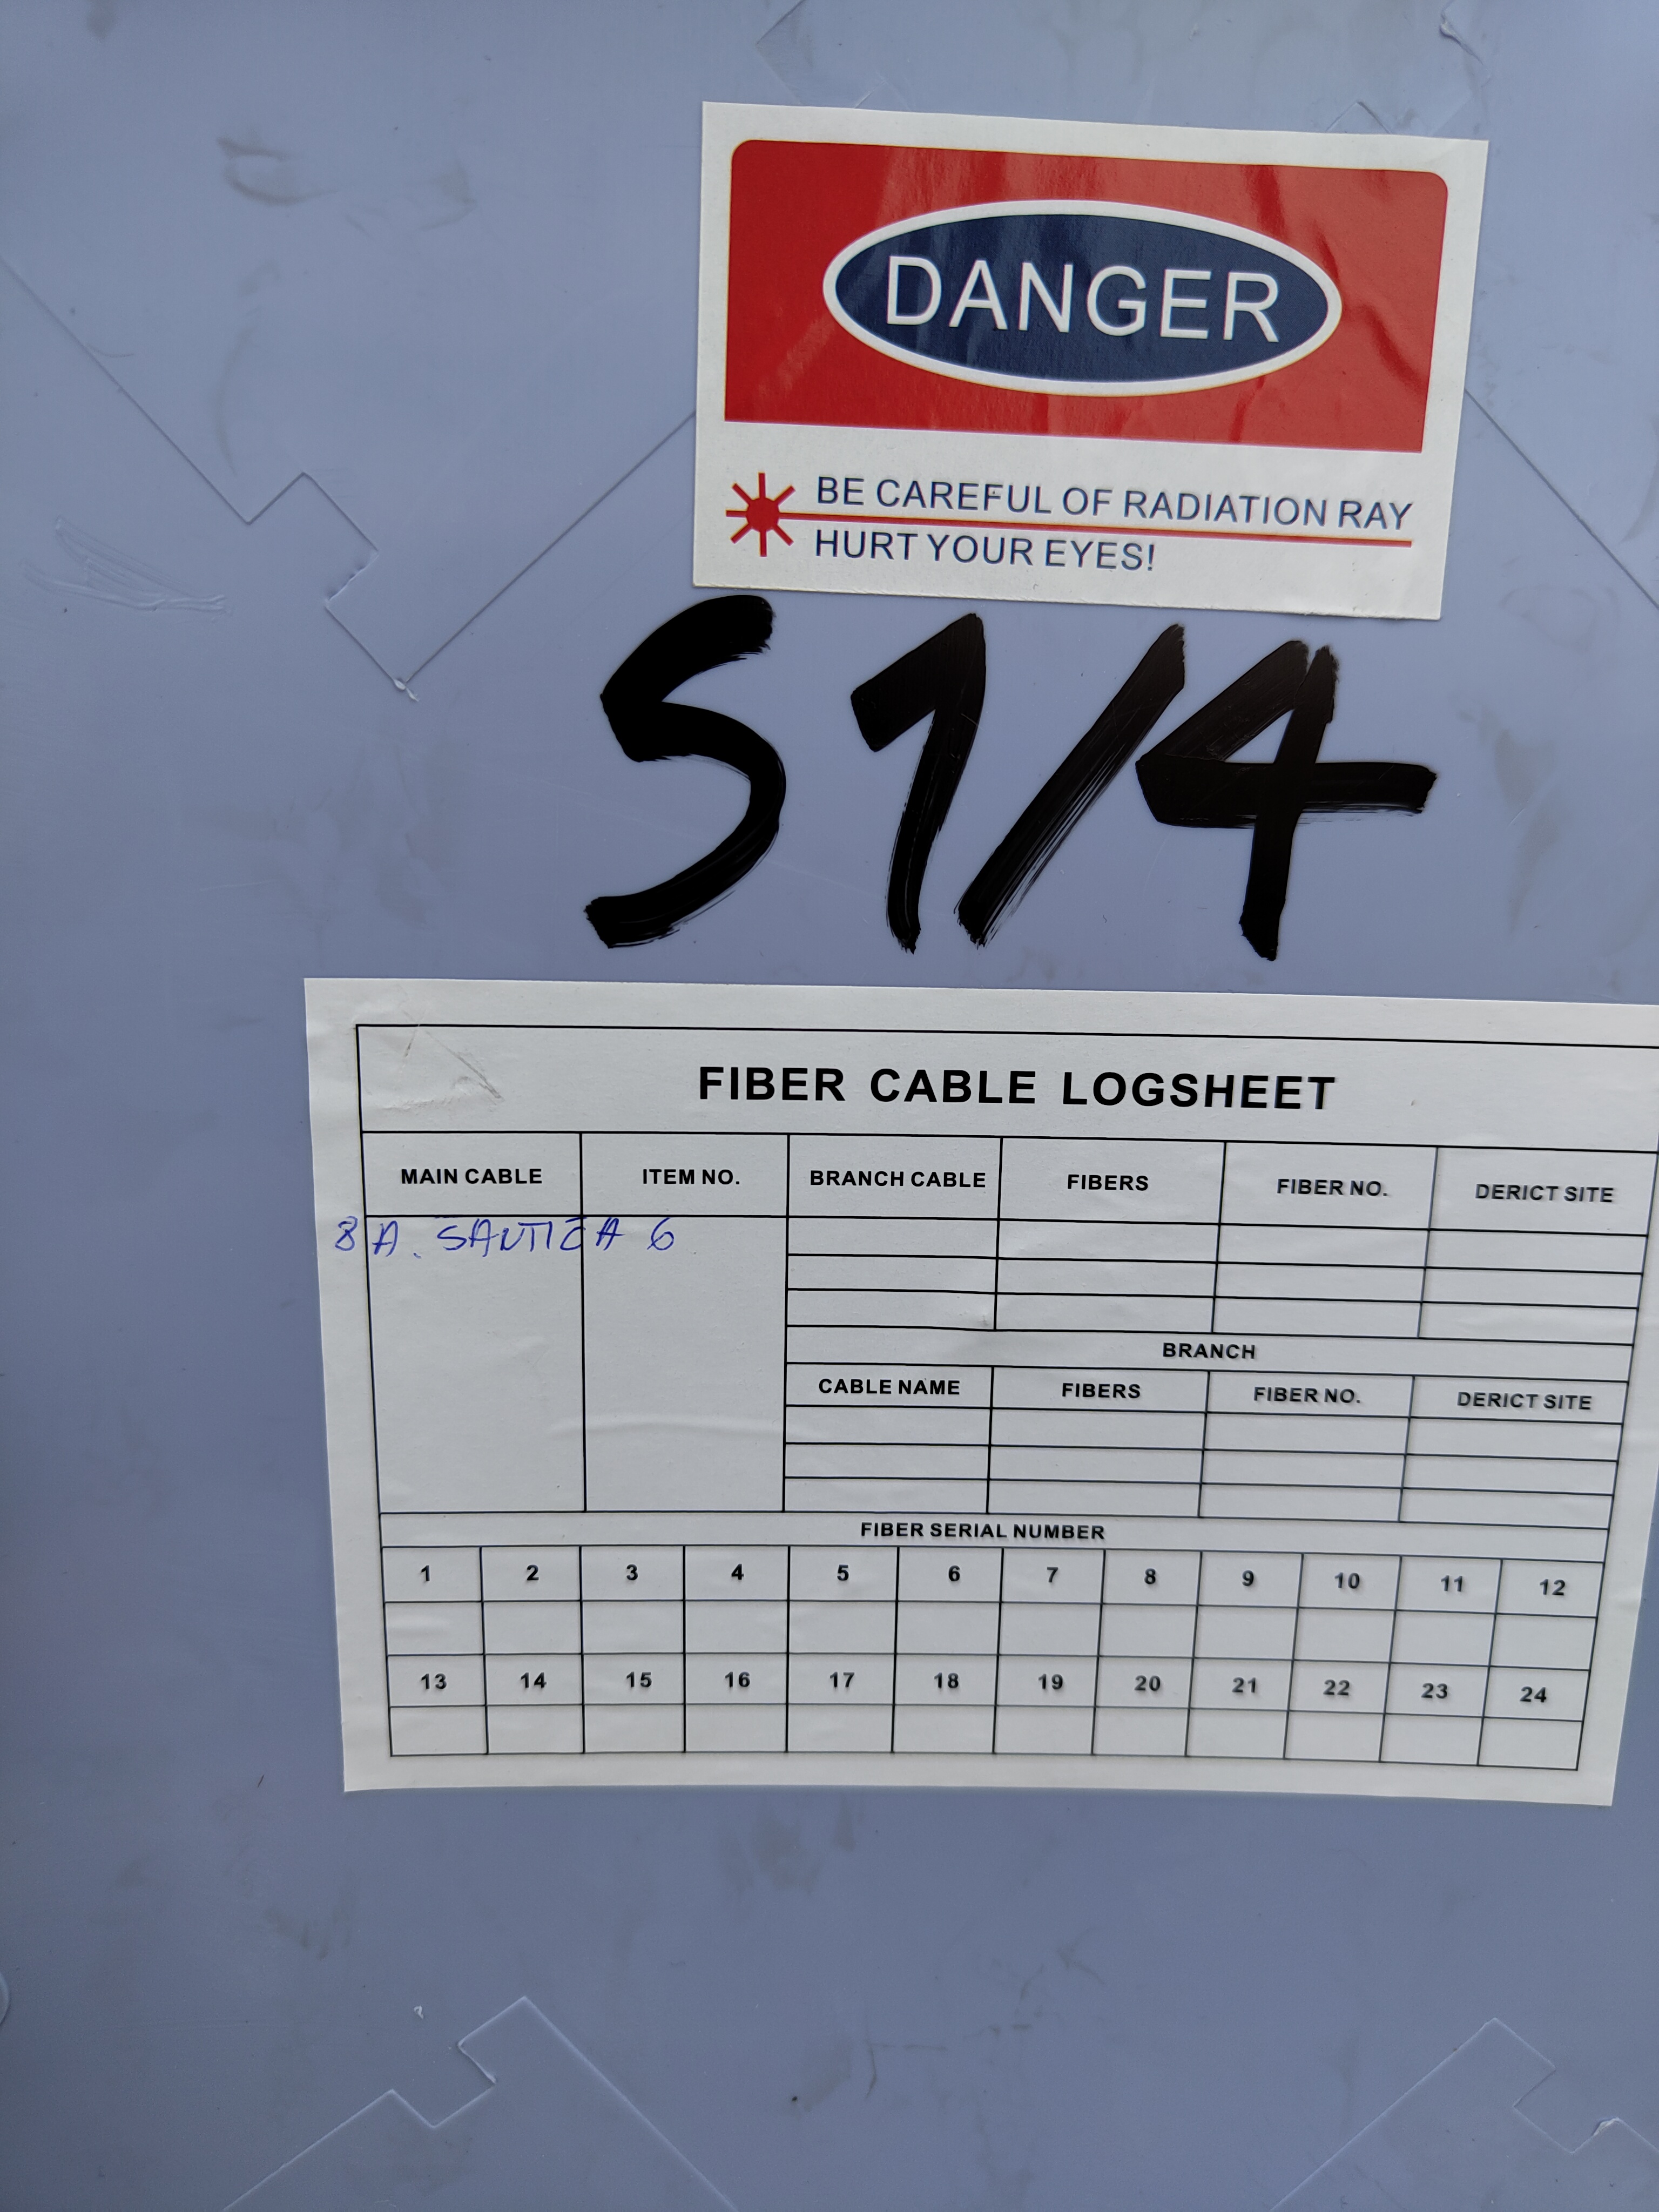 DANGER
BE CAREFUL OF RADIATION RAY
HURT YOUR EYES!
S1/4
FIBER CABLE LOGSHEET
MAIN CABLE ITEM NO. BRANCH CABLE FIBERS FIBER NO. DERICT SITE
A. 6
BRANCH
CABLE NAME FIBERS FIBER NO. DERICT SITE
FIBER SERIAL NUMBER
1 2 3 4 5 6 7 8 9 10 11 12
13 14 15 16 17 18 19 20 21 22 23 24